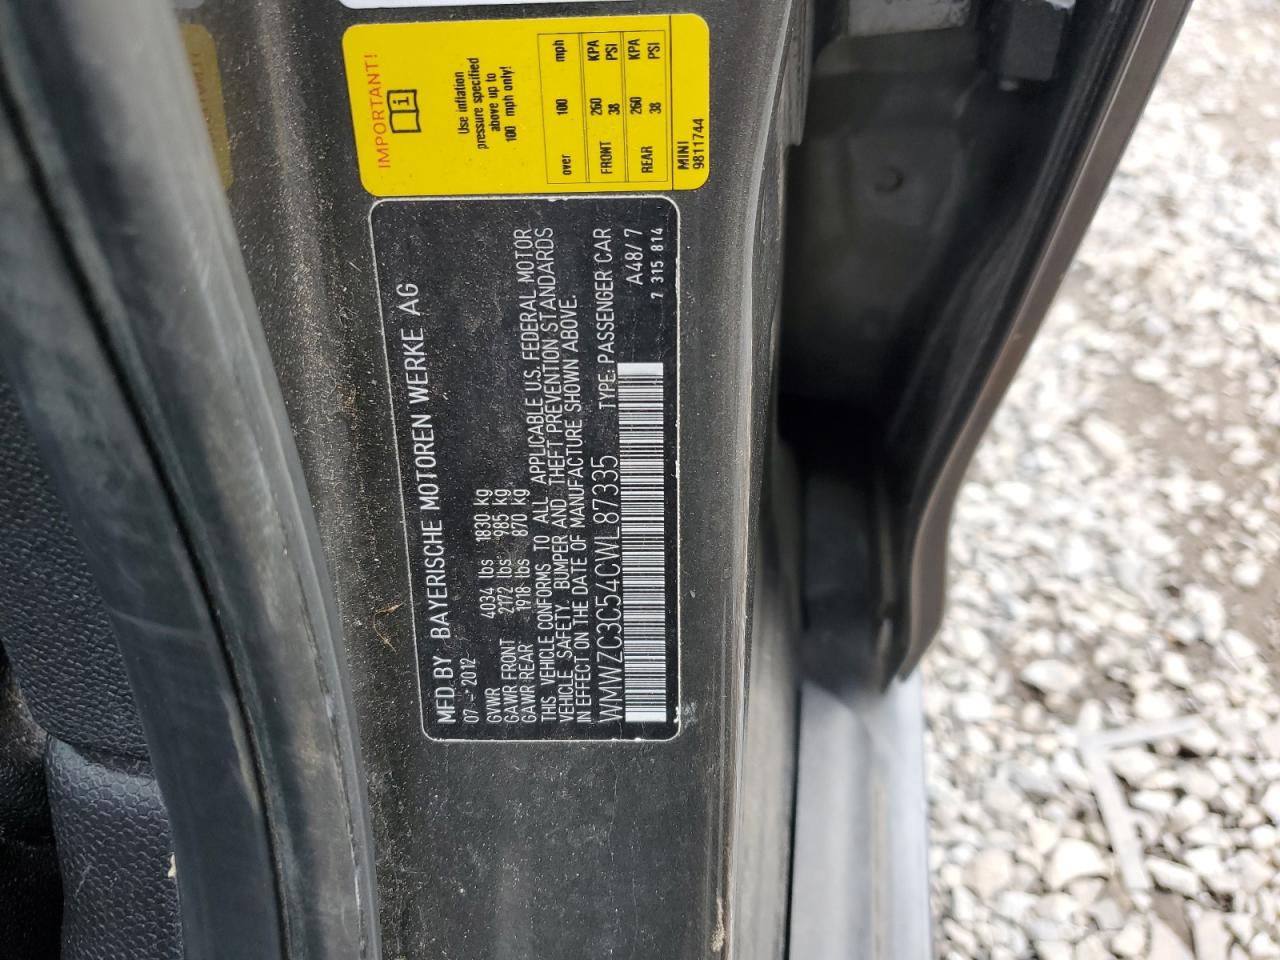 IMPORTANT!
i
Use inflation
pressure specified
above up to
100 mph only!
over 100 mph
FRONT 260 KPA
38 PSI
REAR 260 KPA
38 PSI
MINI
9811744
MFD BY BAYERISCHE MOTOREN WERKE AG
07 - 2012
GVWR 4034 lbs 1830 kg
GAWR FRONT 2172 lbs 985 kg
GAWR REAR 1918 lbs 870 kg
THIS VEHICLE CONFORMS TO ALL APPLICABLE U.S. FEDERAL MOTOR
VEHICLE SAFETY, BUMPER AND THEFT PREVENTION STANDARDS
IN EFFECT ON THE DATE OF MANUFACTURE SHOWN ABOVE.
WMWZC3C54CWL87335 TYPE: PASSENGER CAR
A48/7
7 315 814